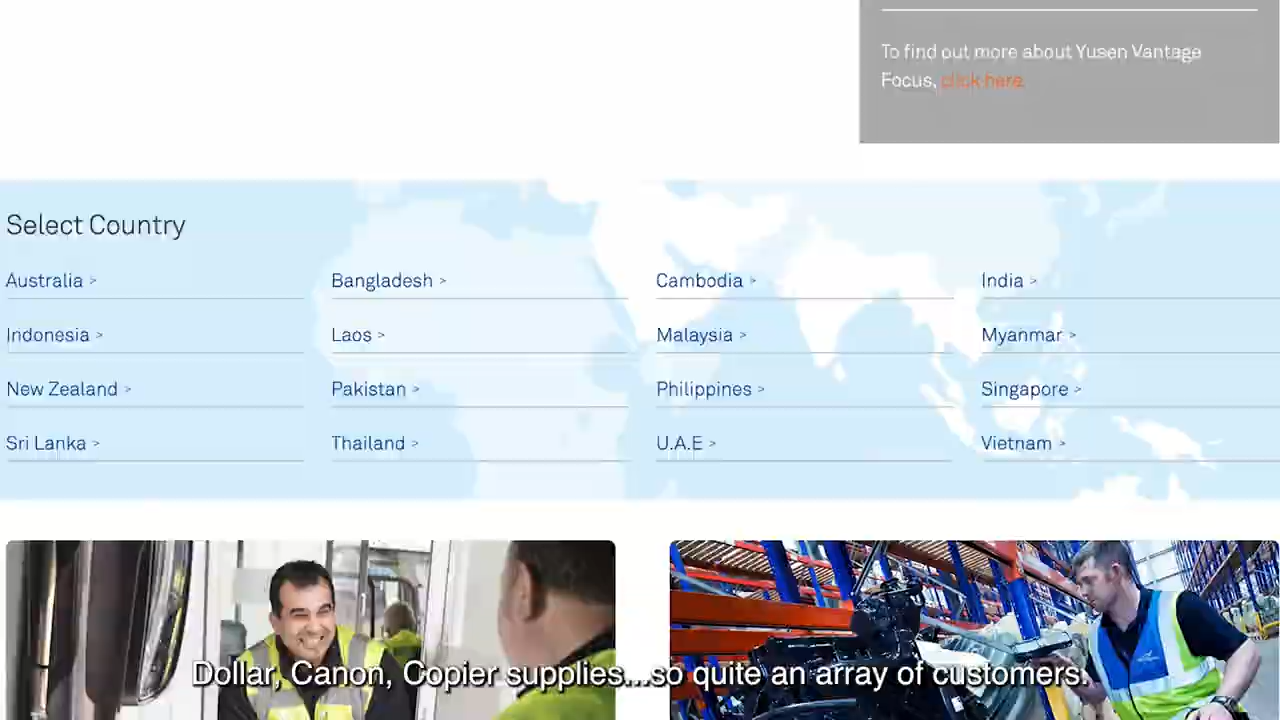 To find out more about Yusen Vantage
Focus, click here.
Select Country
Australia > Bangladesh > Cambodia > India >
Indonesia > Laos > Malaysia > Myanmar >
New Zealand > Pakistan > Philippines > Singapore >
Sri Lanka > Thailand > U.A.E > Vietnam >
Dollar, Canon, Copier supplies...so quite an array of customers.